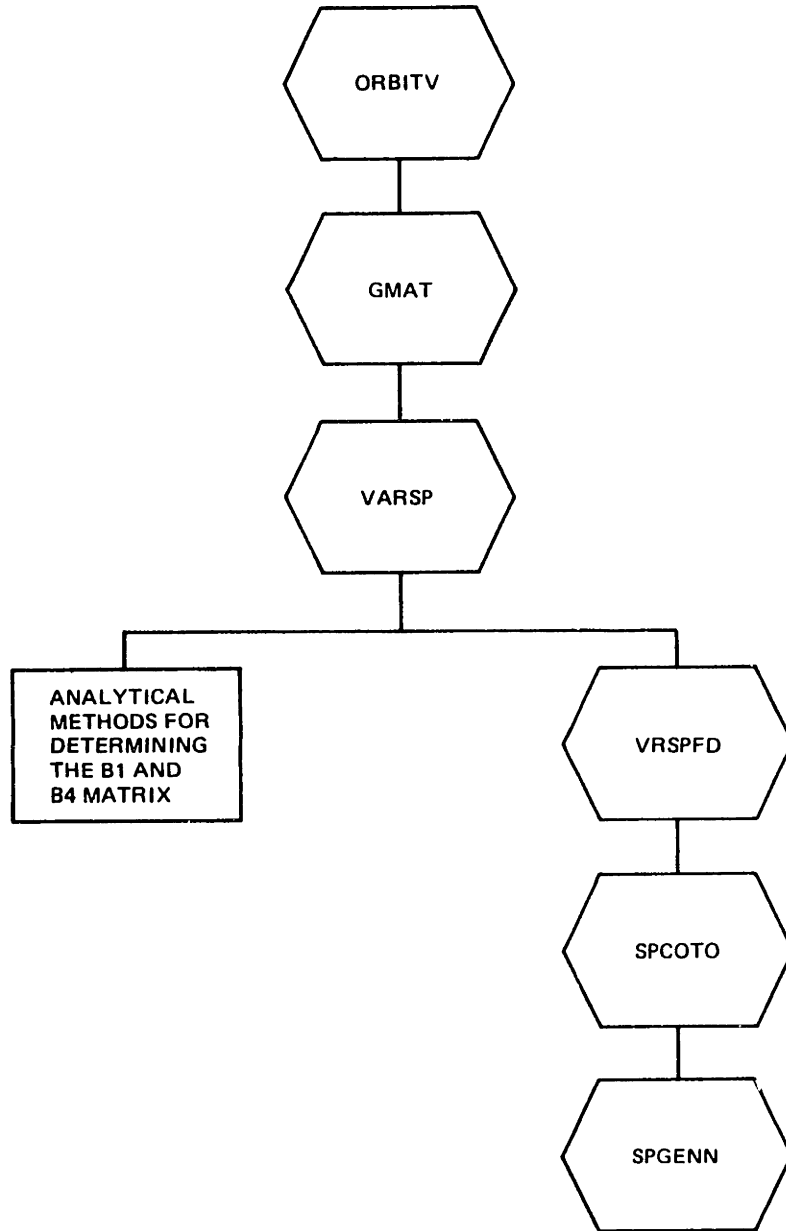 ORBITV
GMAT
VARSP
ANALYTICAL
METHODS FOR
DETERMINING
THE B1 AND
B4 MATRIX
VRSPFD
SPCOTO
SPGENN